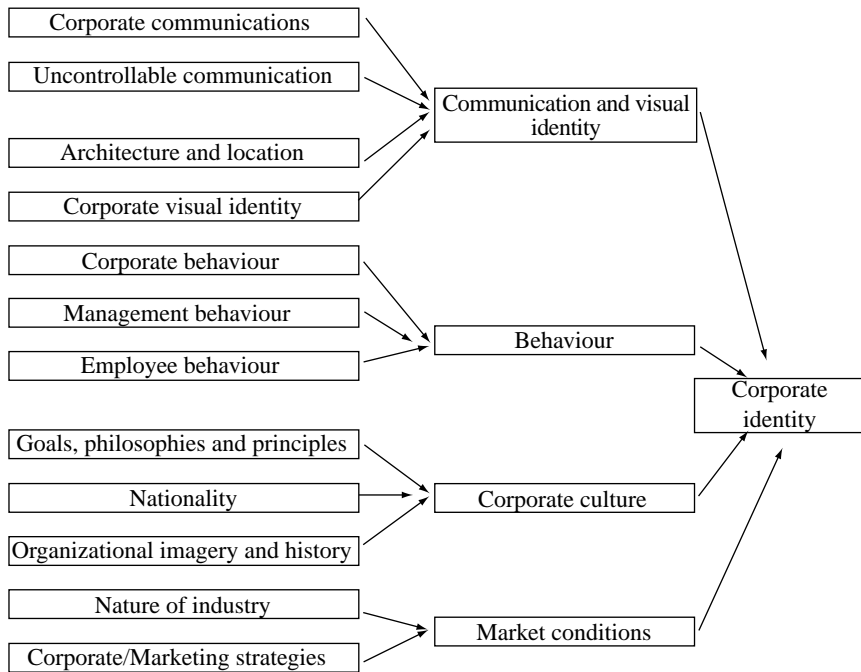 Corporate communications
Uncontrollable communication
Architecture and location
Corporate visual identity
Corporate behaviour
Management behaviour
Employee behaviour
Goals, philosophies and principles
Nationality
Organizational imagery and history
Nature of industry
Corporate/Marketing strategies
Communication and visual
identity
Behaviour
Corporate culture
Market conditions
Corporate
identity